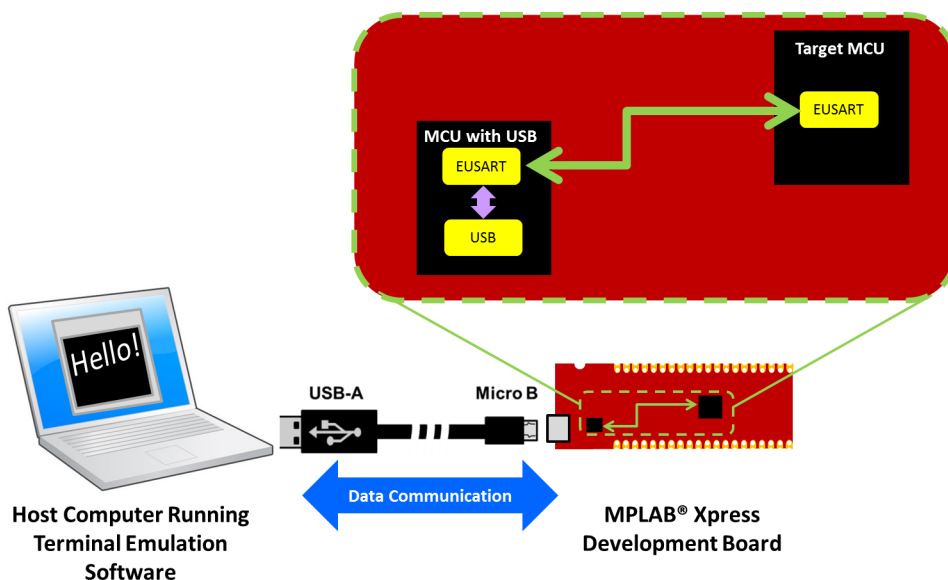 Target MCU
EUSART
MCU with USB
EUSART
USB
Hello!
USB-A
Micro B
Data Communication
Host Computer Running
Terminal Emulation
Software
MPLAB® Xpress
Development Board